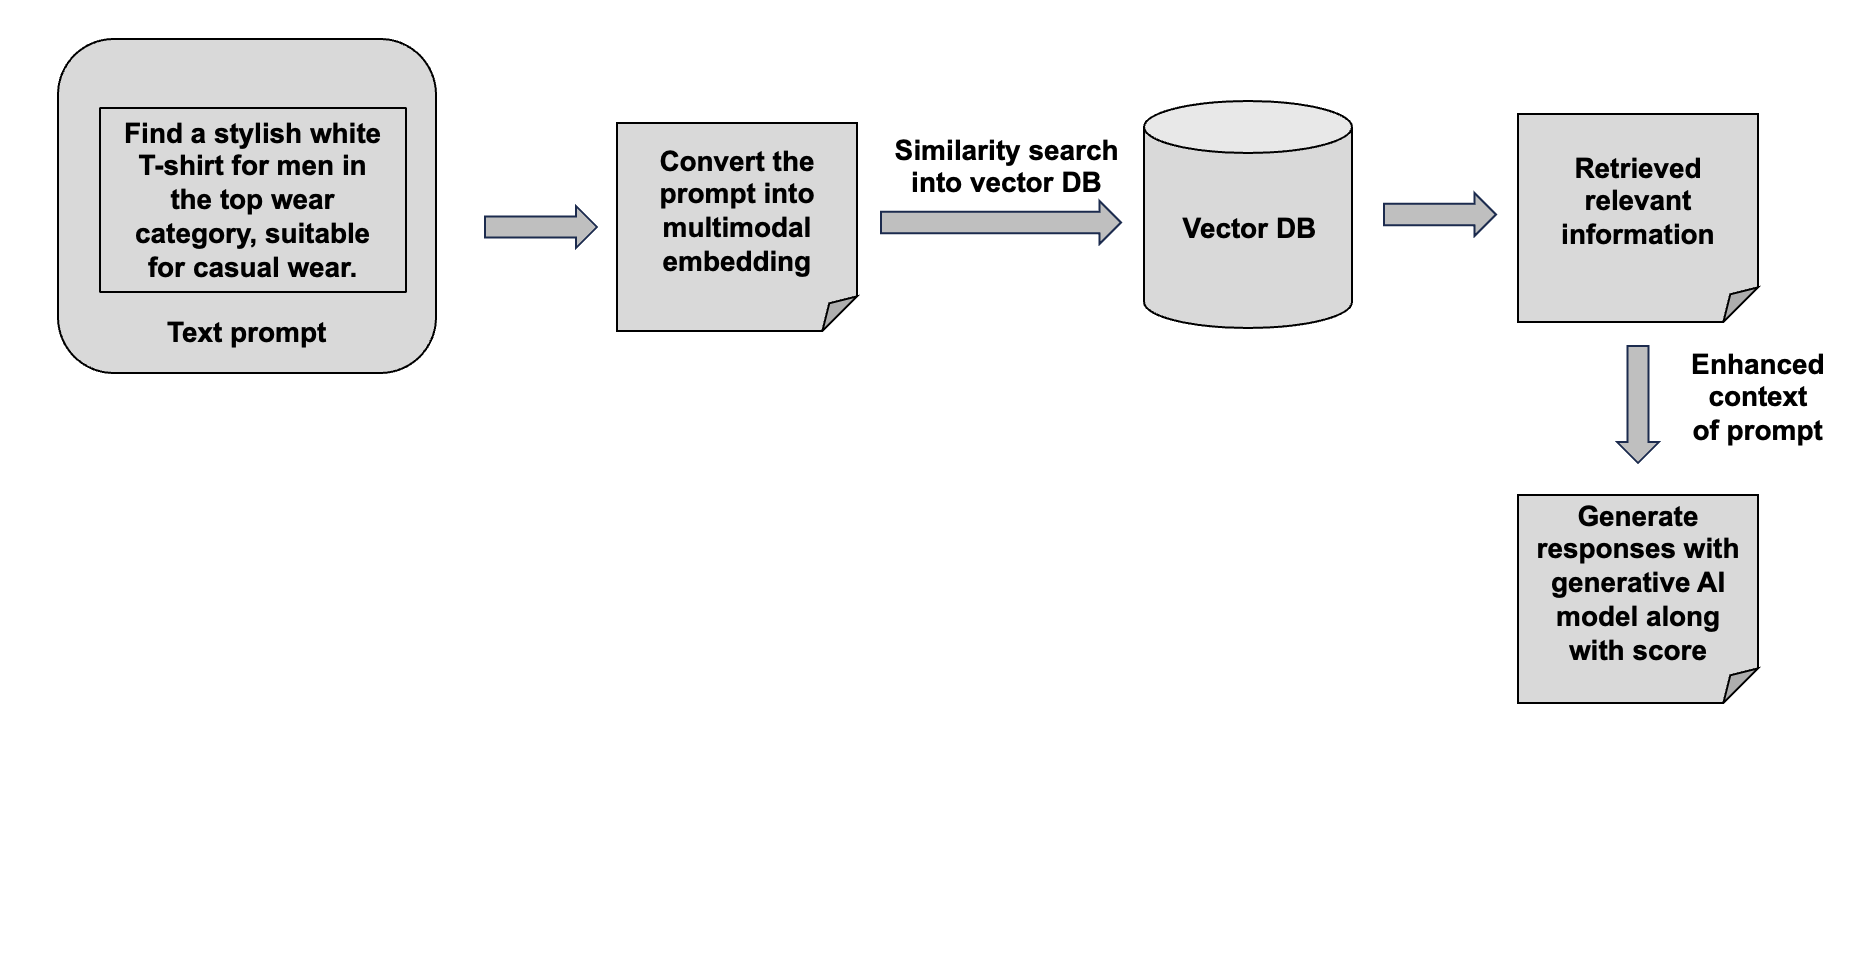 Find a stylish white
T-shirt for men in
the top wear
category, suitable
for casual wear.
Text prompt
Convert the
prompt into
multimodal
embedding
Similarity search
into vector DB
Vector DB
Retrieved
relevant
information
Enhanced
context
of prompt
Generate
responses with
generative AI
model along
with score